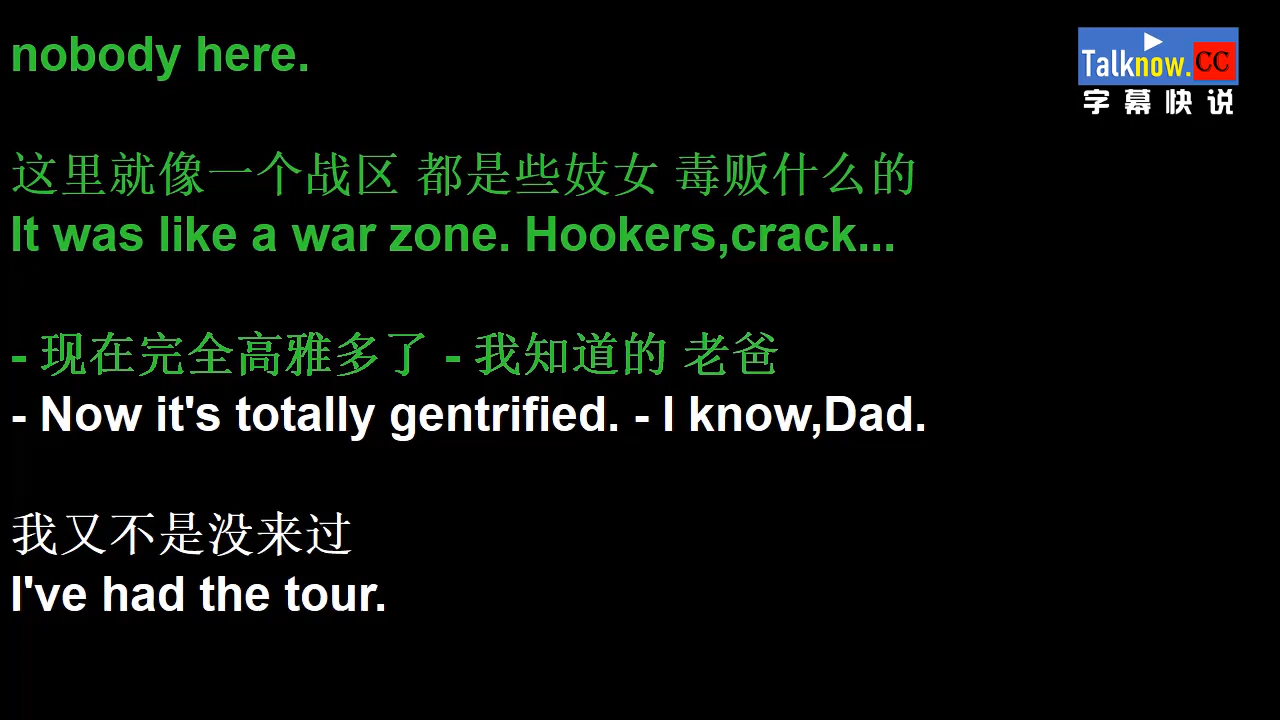 nobody here.
Talknow.CC
字幕快说
这里就像一个战区 都是些妓女 毒贩什么的
It was like a war zone. Hookers,crack...
- 现在完全高雅多了 - 我知道的 老爸
- Now it's totally gentrified. - I know,Dad.
我又不是没来过
I've had the tour.